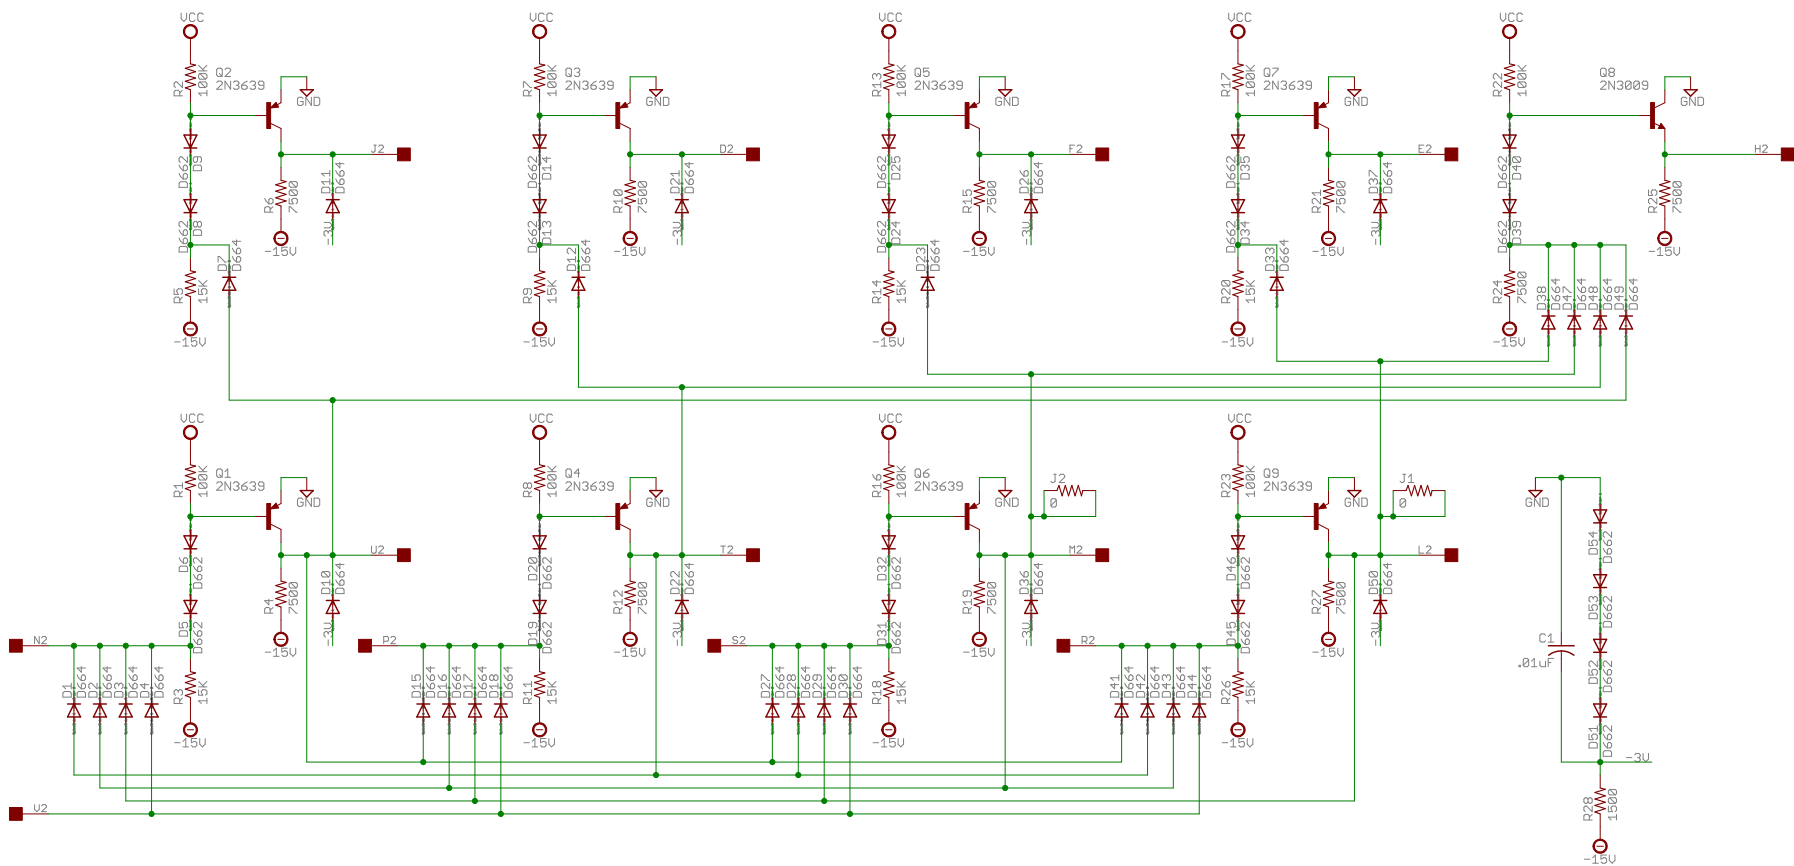 VCC VCC VCC VCC VCC
R2 100K Q2 2N3639 GND
R7 100K Q3 2N3639 GND
R13 100K Q5 2N3639 GND
R17 100K Q7 2N3639 GND
R22 100K Q8 2N3009 GND
D662 D9 J2
D662 D14 D2
D662 D25 F2
D662 D35 E2
D662 D40 H2
D662 D8 R6 7500 D11 D664 -3V -15V
D662 D13 R10 7500 D21 D664 -3V -15V
D662 D24 R15 7500 D26 D664 -3V -15V
D662 D34 R21 7500 D37 D664 -3V -15V
D662 D39 R25 7500 -15V
R5 15K D7 D664 -15V
R9 15K D12 D664 -15V
R14 15K D23 D664 -15V
R20 15K D33 D664 -15V
R24 7500 D38 D664 D47 D664 D48 D664 D49 D664 -15V
VCC VCC VCC VCC
R1 100K Q1 2N3639 GND
R8 100K Q4 2N3639 GND
R16 100K Q6 2N3639 GND J2 0
R23 100K Q9 2N3639 GND J1 0
GND
D6 D662 U2
D20 D662 T2
D32 D662 M2
D46 D662 L2
D54 D662
D5 D662 R4 7500 D10 D664 -3V -15V
D19 D662 R12 7500 D22 D664 -3V -15V
D31 D662 R19 7500 D36 D664 -3V -15V
D45 D662 R27 7500 D50 D664 -3V -15V
D53 D662
N2 P2 S2 R2
C1 .01uF
D52 D662
D1 D664 D2 D664 D3 D664 D4 D664 R3 15K -15V
D15 D664 D16 D664 D17 D664 D18 D664 R11 15K -15V
D27 D664 D28 D664 D29 D664 D30 D664 R18 15K -15V
D41 D664 D42 D664 D43 D664 D44 D664 R26 15K -15V
D51 D662
-3V
V2
R28 1500
-15V